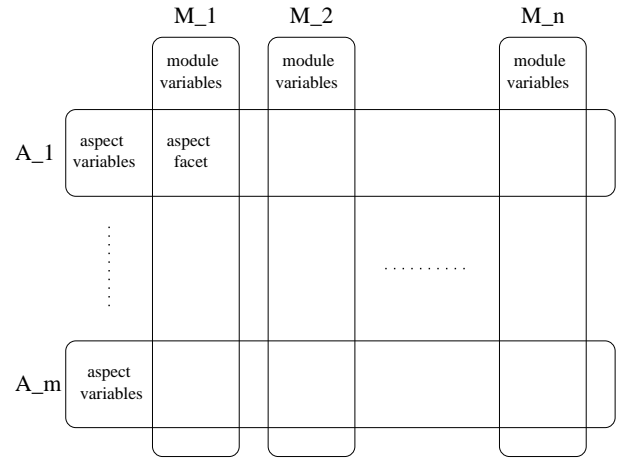 M_1 M_2 M_n
module module module
variables variables variables
A_1
aspect aspect
variables facet
. . . . . . . . . .
. . . . . . . . . .
A_m
aspect
variables